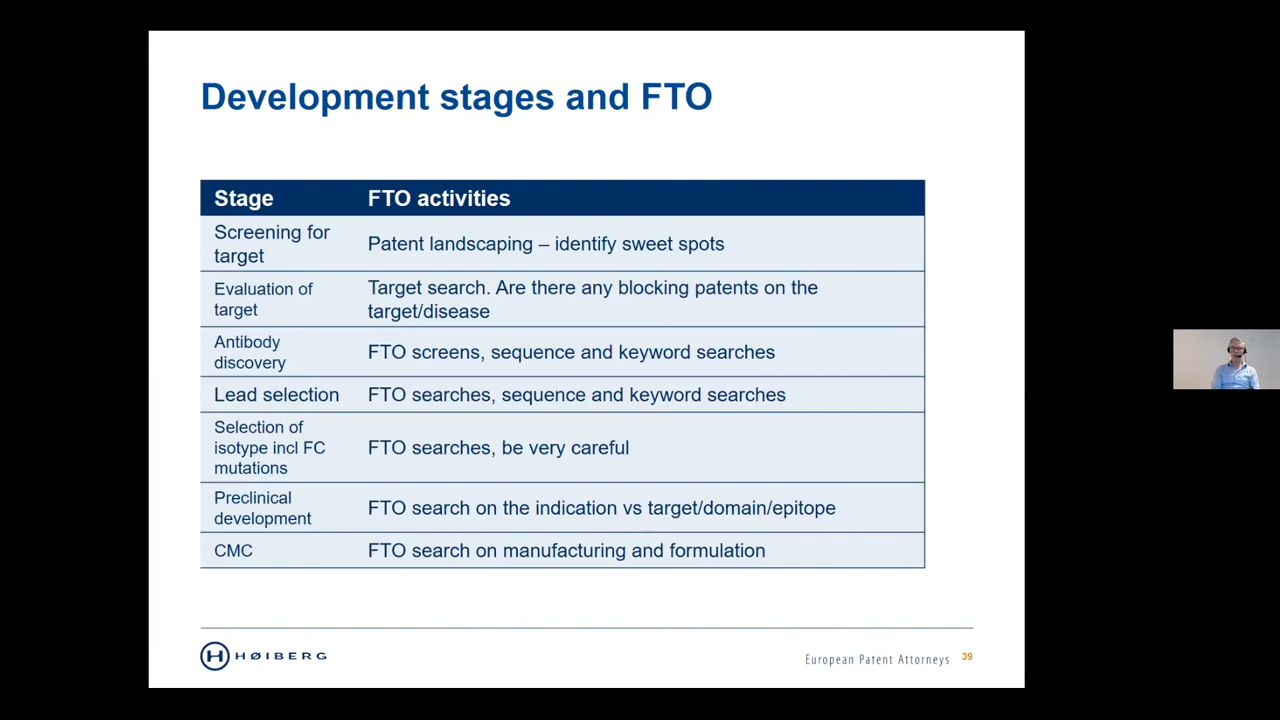 Development stages and FTO
Stage FTO activities
Screening for
target
Patent landscaping – identify sweet spots
Evaluation of
target
Target search. Are there any blocking patents on the
target/disease
Antibody
discovery
FTO screens, sequence and keyword searches
Lead selection
FTO searches, sequence and keyword searches
Selection of
isotype incl FC
mutations
FTO searches, be very careful
Preclinical
development
FTO search on the indication vs target/domain/epitope
CMC
FTO search on manufacturing and formulation
H HØIBERG
European Patent Attorneys 39